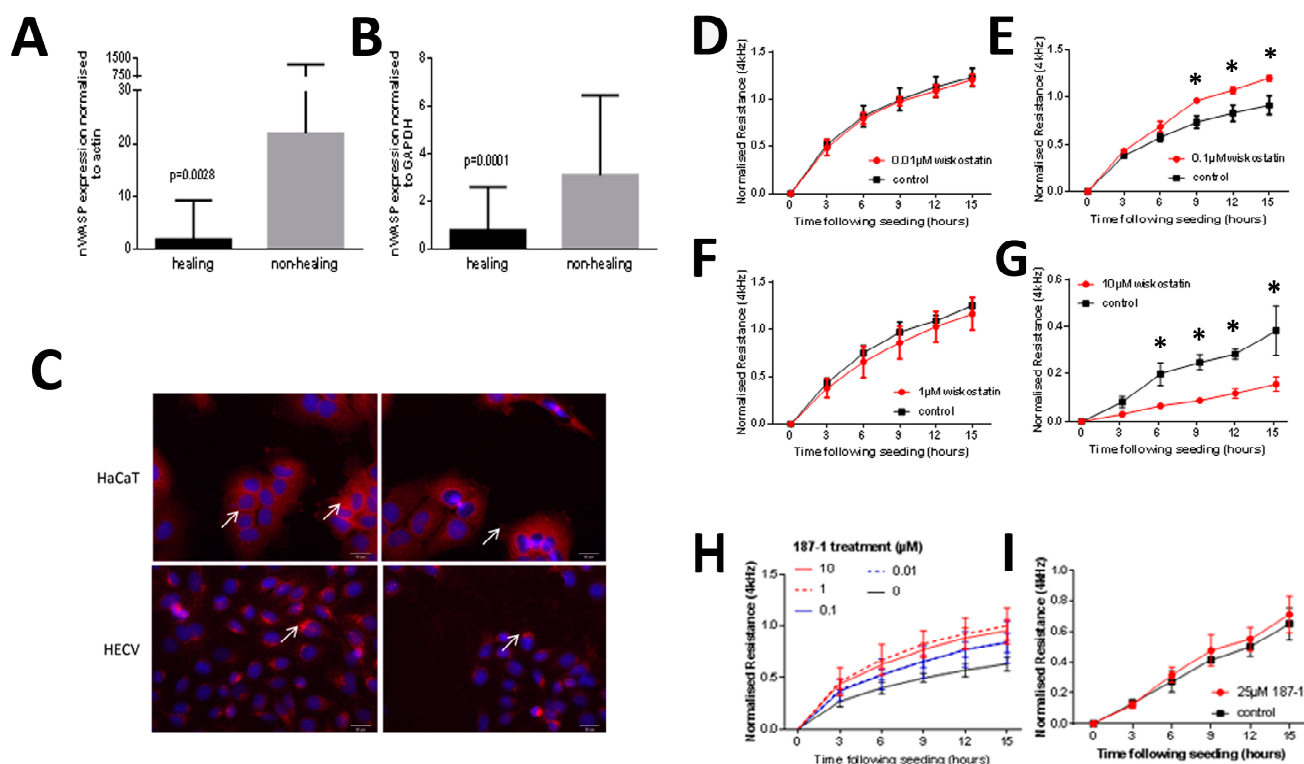 A
nWASP expression normalised
to actin
1500
750
30
20
10
0
p=0.0028
healing
non-healing
B
nWASP expression normalised
to GAPDH
8
6
4
2
0
p=0.0001
healing
non-healing
C
HaCaT
HECV
D
Normalised Resistance (4kHz)
1.5
1.0
0.5
0.0
0.01µM wiskostatin
control
0 3 6 9 12 15
Time following seeding (hours)
E
Normalised Resistance (4kHz)
1.5
1.0
0.5
0.0
* * *
0.1µM wiskostatin
control
0 3 6 9 12 15
Time following seeding (hours)
F
Normalised Resistance (4kHz)
1.5
1.0
0.5
0.0
1µM wiskostatin
control
0 3 6 9 12 15
Time following seeding (hours)
G
Normalised Resistance (4kHz)
0.6
0.4
0.2
0.0
10µM wiskostatin
control
* * * *
0 3 6 9 12 15
Time following seeding (hours)
H
187-1 treatment (µM)
10
1
0.1
0.01
0
Normalised Resistance (4kHz)
1.5
1.0
0.5
0.0
0 3 6 9 12 15
Time following seeding (hours)
I
Normalised Resistance (4kHz)
1.0
0.8
0.6
0.4
0.2
0.0
25µM 187-1
control
0 3 6 9 12 15
Time following seeding (hours)